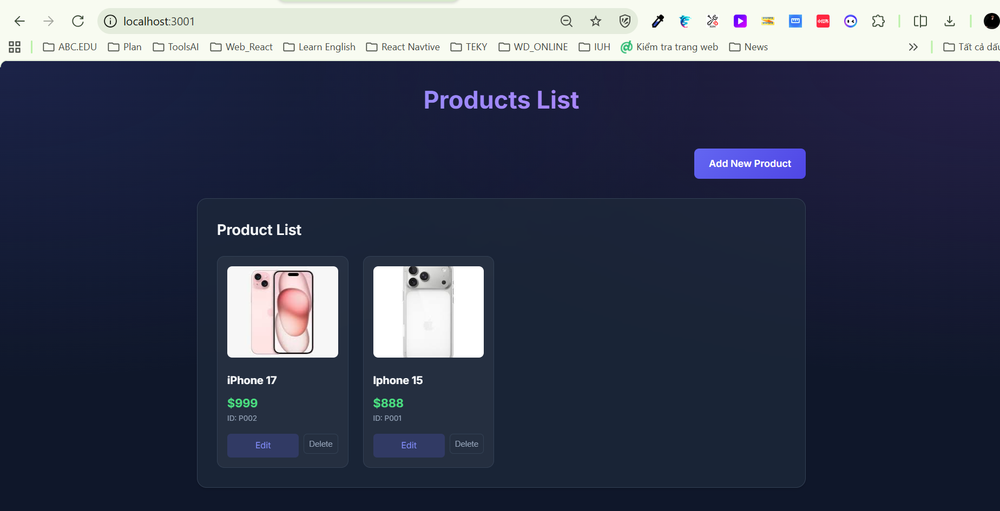 localhost:3001
ABC.EDU Plan ToolsAI Web_React Learn English React Navtive TEKY WD_ONLINE IUH Kiểm tra trang web News Tất cả dấu
Products List
Add New Product
Product List
iPhone 17
$999
ID: P002
Edit Delete
Iphone 15
$888
ID: P001
Edit Delete